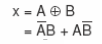 x = A ⊕ B
= A̅B + AB̅